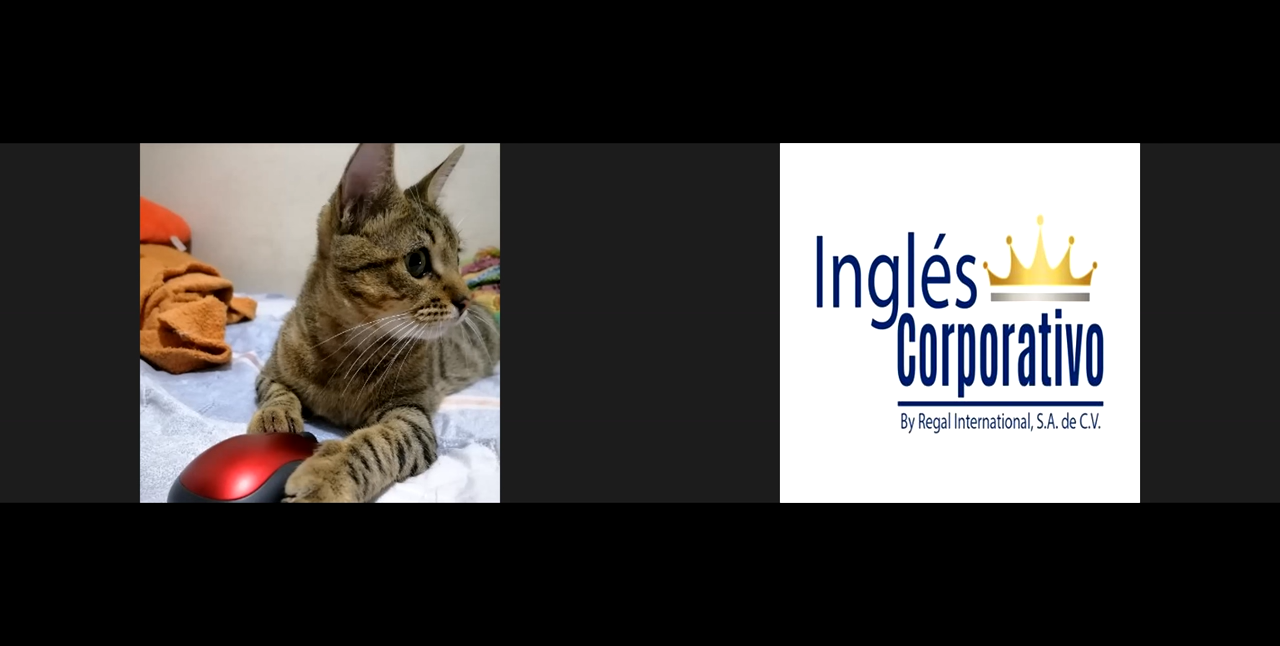 Inglés
Corporativo
By Regal International, S.A. de C.V.